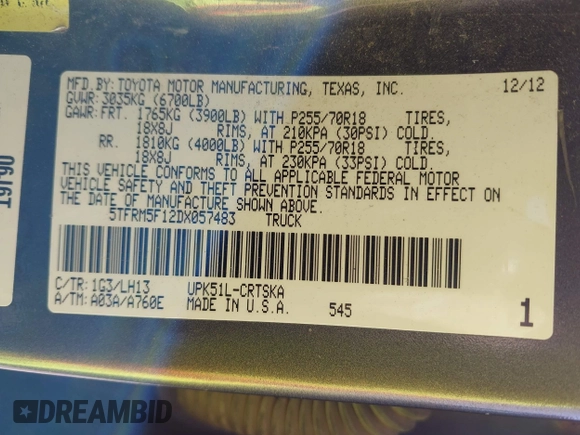 MFD.BY:TOYOTA MOTOR MANUFACTURING, TEXAS, INC. 12/12
GVWR:3035KG (6700LB)
GAWR:FRT. 1765KG (3900LB) WITH P255/70R18 TIRES,
18X8J RIMS, AT 210KPA (30PSI) COLD.
RR. 1810KG (4000LB) WITH P255/70R18 TIRES,
18X8J RIMS, AT 230KPA (33PSI) COLD.
THIS VEHICLE CONFORMS TO ALL APPLICABLE FEDERAL MOTOR
VEHICLE SAFETY AND THEFT PREVENTION STANDARDS IN EFFECT ON
THE DATE OF MANUFACTURE SHOWN ABOVE.
5TFRM5F12DX057483 TRUCK
C/TR:1G3/LH13 UPK51L-CRTSKA
A/TM:A03A/A760E MADE IN U.S.A. 545
1
19P90
DREAMBID